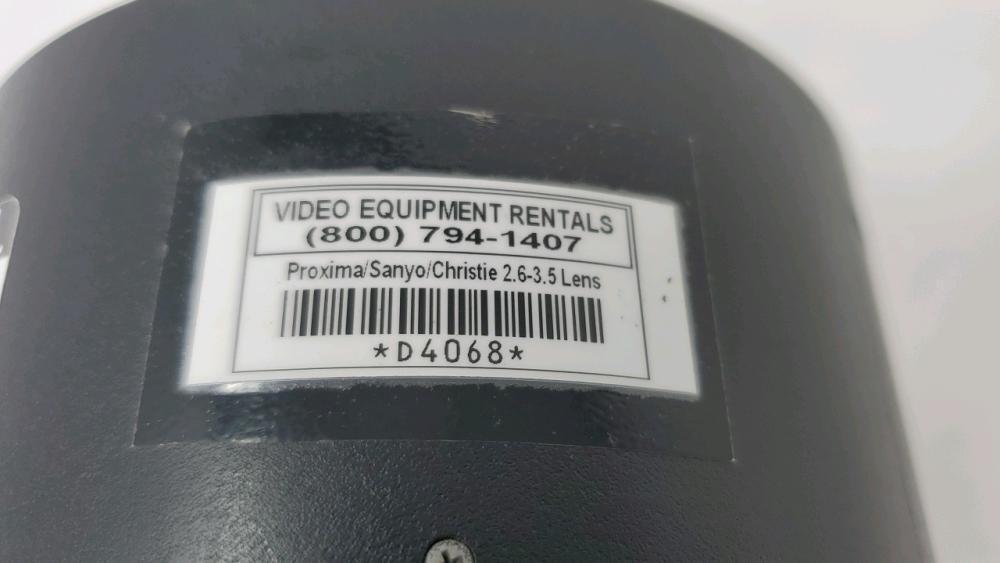 VIDEO EQUIPMENT RENTALS
(800) 794-1407
Proxima/Sanyo/Christie 2.6-3.5 Lens
*D4068*